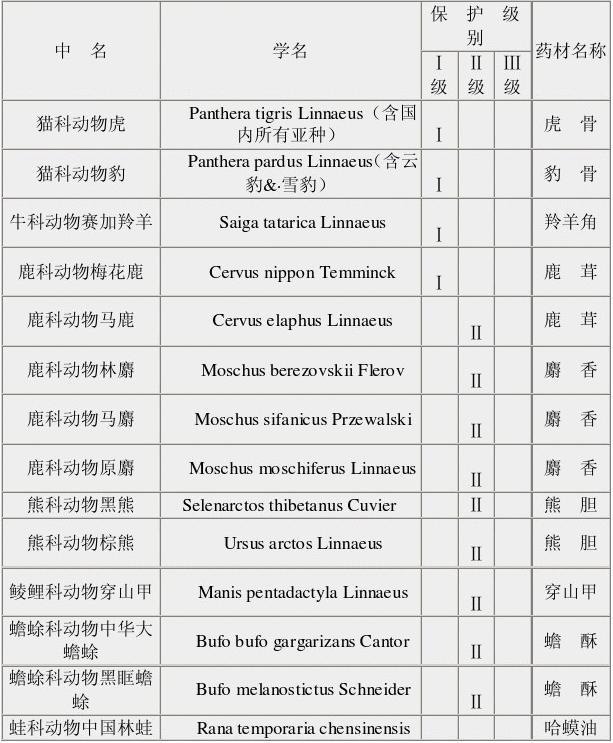 中 名 学名 保 护 级别 药材名称
Ⅰ级 Ⅱ级 Ⅲ级
猫科动物虎 Panthera tigris Linnaeus（含国内所有亚种） Ⅰ 虎 骨
猫科动物豹 Panthera pardus Linnaeus（含云豹&·雪豹） Ⅰ 豹 骨
牛科动物赛加羚羊 Saiga tatarica Linnaeus Ⅰ 羚羊角
鹿科动物梅花鹿 Cervus nippon Temminck Ⅰ 鹿 茸
鹿科动物马鹿 Cervus elaphus Linnaeus Ⅱ 鹿 茸
鹿科动物林麝 Moschus berezovskii Flerov Ⅱ 麝 香
鹿科动物马麝 Moschus sifanicus Przewalski Ⅱ 麝 香
鹿科动物原麝 Moschus moschiferus Linnaeus Ⅱ 麝 香
熊科动物黑熊 Selenarctos thibetanus Cuvier Ⅱ 熊 胆
熊科动物棕熊 Ursus arctos Linnaeus Ⅱ 熊 胆
鲮鲤科动物穿山甲 Manis pentadactyla Linnaeus Ⅱ 穿山甲
蟾蜍科动物中华大蟾蜍 Bufo bufo gargarizans Cantor Ⅱ 蟾 酥
蟾蜍科动物黑眶蟾蜍 Bufo melanostictus Schneider Ⅱ 蟾 酥
蛙科动物中国林蛙 Rana temporaria chensinensis 哈蟆油